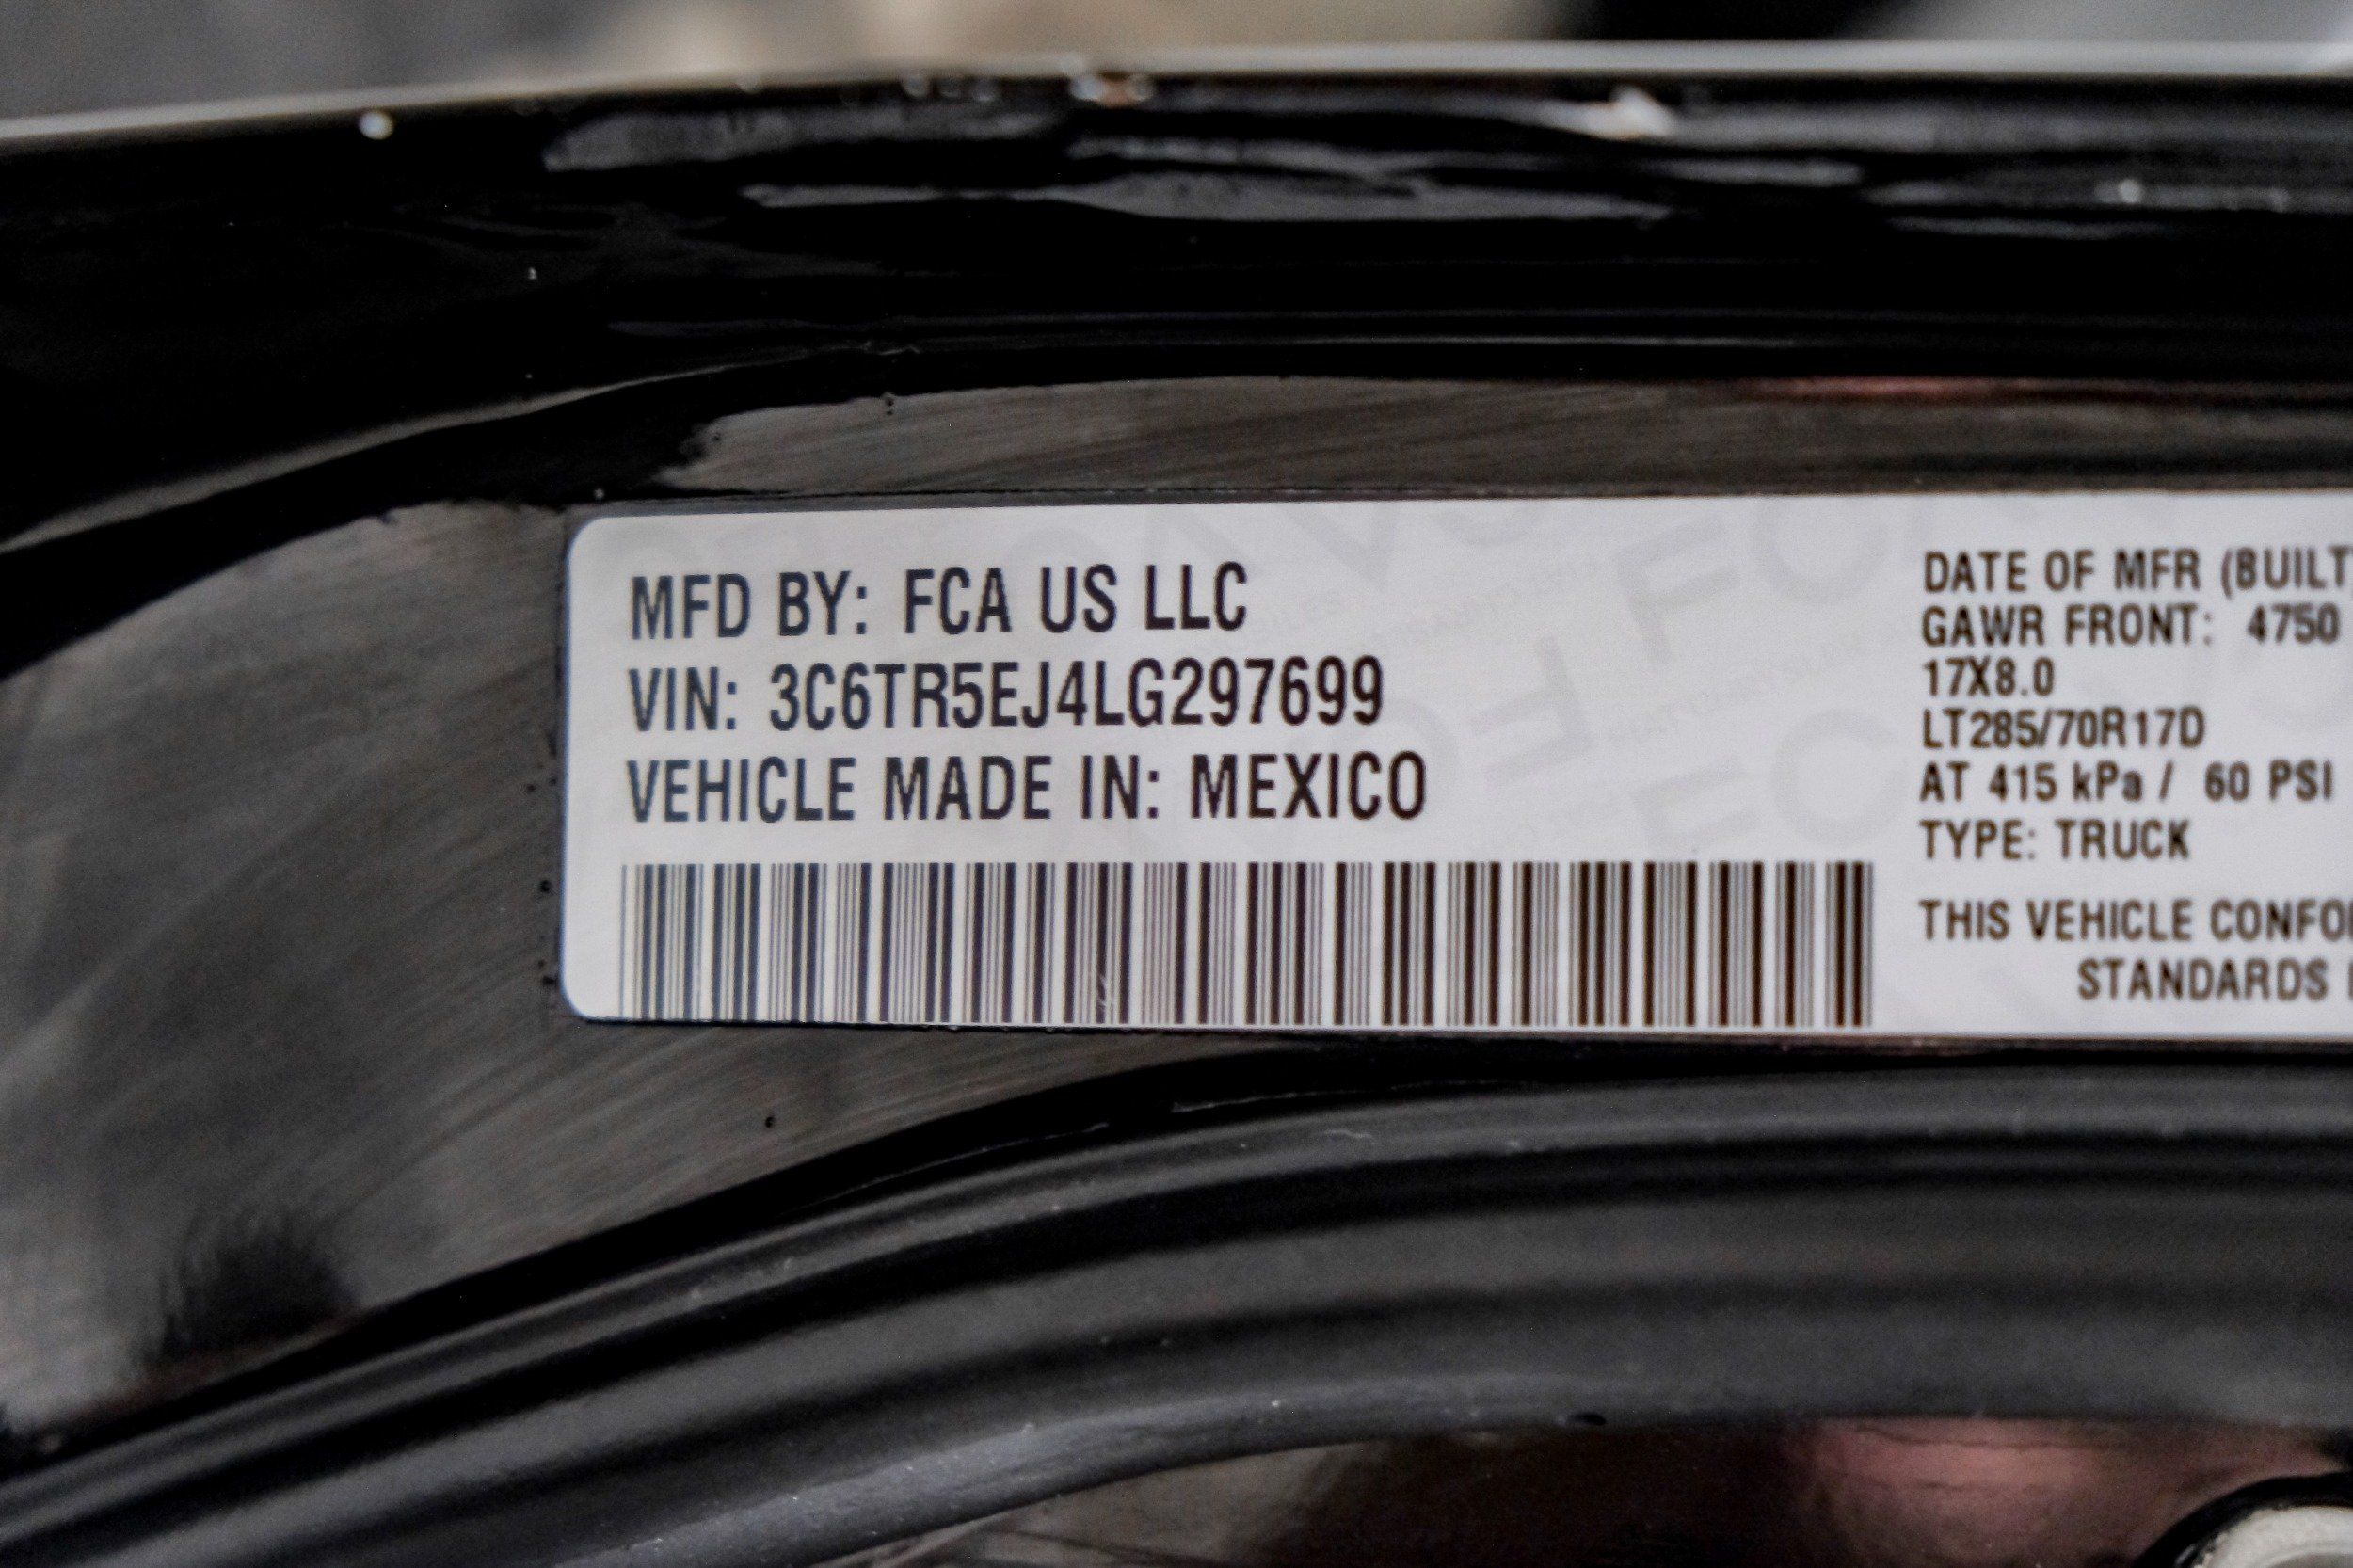 MFD BY: FCA US LLC
VIN: 3C6TR5EJ4LG297699
VEHICLE MADE IN: MEXICO
DATE OF MFR (BUILT)
GAWR FRONT: 4750
17X8.0
LT285/70R17D
AT 415 kPa / 60 PSI
TYPE: TRUCK
THIS VEHICLE
STANDARDS